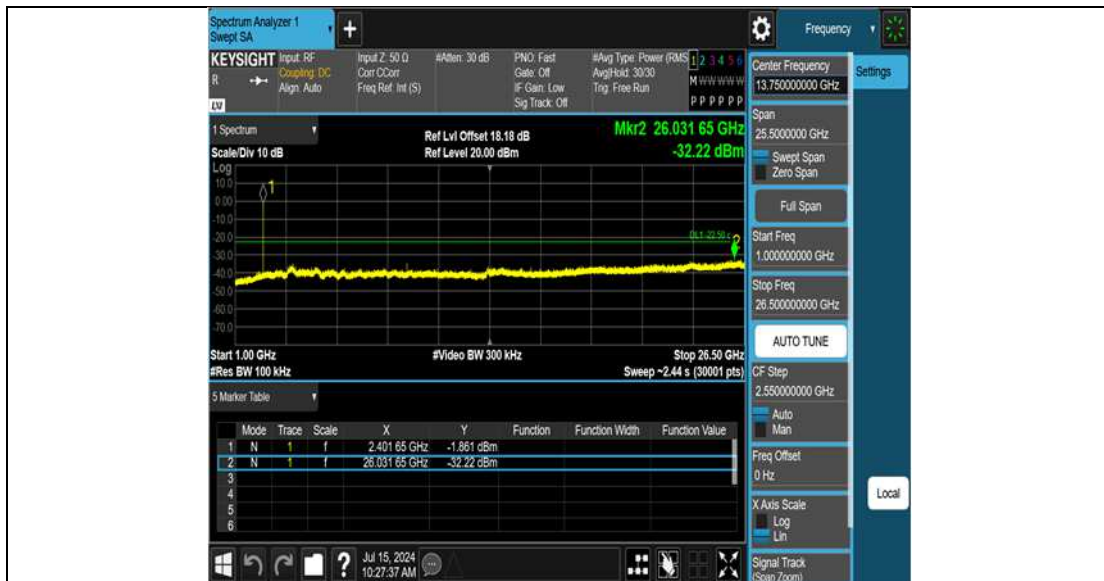 Spectrum Analyzer 1
Swept SA
+
Frequency
KEYSIGHT Input: RF
R
Coupling: DC
Align: Auto
LXI
Input Z: 50 Ω
Corr CCorr
Freq Ref: Int (S)
#Atten: 30 dB
PNO: Fast
Gate: Off
IF Gain: Low
Sig Track: Off
#Avg Type: Power (RMS
Avg|Hold: 30/30
Trig: Free Run
1 2 3 4 5 6
M W W W W W
P P P P P P
Center Frequency
13.750000000 GHz
Settings
Span
25.5000000 GHz
Swept Span
Zero Span
Full Span
Start Freq
1.000000000 GHz
Stop Freq
26.500000000 GHz
AUTO TUNE
CF Step
2.550000000 GHz
Auto
Man
Freq Offset
0 Hz
X Axis Scale
Log
Lin
Local
Signal Track
(Span Zoom)
1 Spectrum
Scale/Div 10 dB
Ref Lvl Offset 18.18 dB
Ref Level 20.00 dBm
Mkr2 26.031 65 GHz
-32.22 dBm
Log
10.0
0.00
-10.0
-20.0
-30.0
-40.0
-50.0
-60.0
-70.0
1
DL1 -22.50
2
Start 1.00 GHz
#Res BW 100 kHz
#Video BW 300 kHz
Stop 26.50 GHz
Sweep ~2.44 s (30001 pts)
5 Marker Table
Mode Trace Scale X Y Function Function Width Function Value
1 N 1 f 2.401 65 GHz -1.861 dBm
2 N 1 f 26.031 65 GHz -32.22 dBm
3
4
5
6
?
Jul 15, 2024
10:27:37 AM